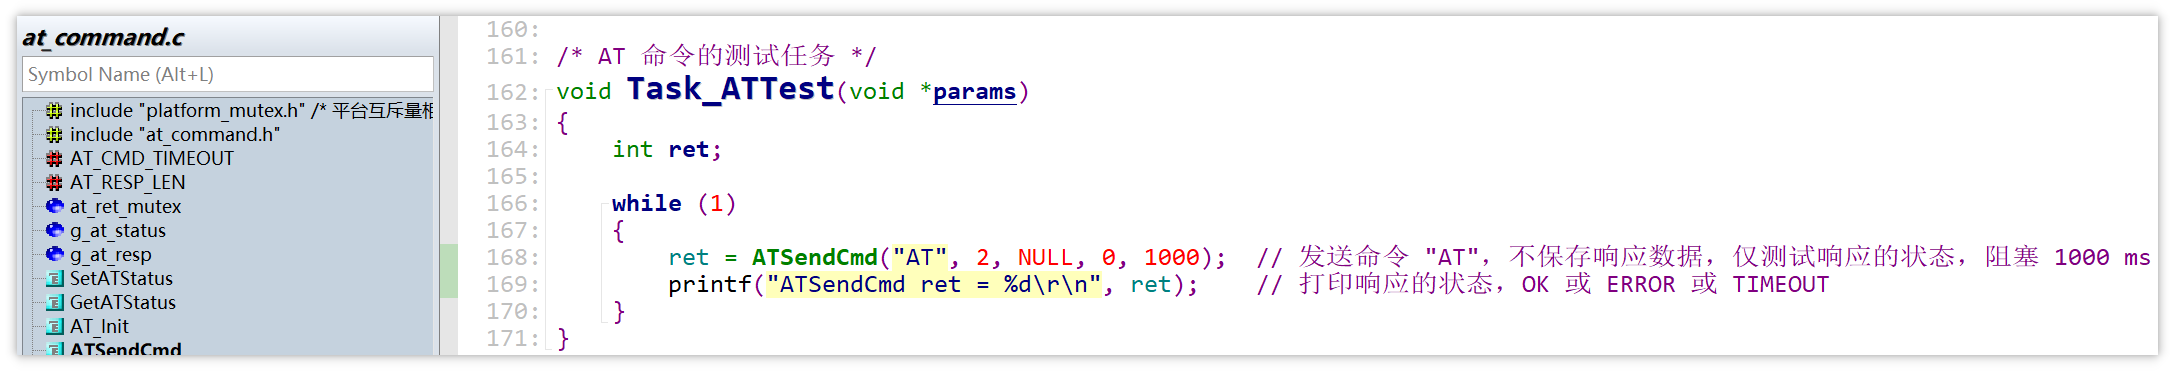 at_command.c
Symbol Name (Alt+L)
include "platform_mutex.h" /* 平台互斥量相
include "at_command.h"
AT_CMD_TIMEOUT
AT_RESP_LEN
at_ret_mutex
g_at_status
g_at_resp
SetATStatus
GetATStatus
AT_Init
ATSendCmd
160:
161: /* AT 命令的测试任务 */
162: void Task_ATTest(void *params)
163: {
164: int ret;
165:
166: while (1)
167: {
168: ret = ATSendCmd("AT", 2, NULL, 0, 1000); // 发送命令 "AT", 不保存响应数据, 仅测试响应的状态, 阻塞 1000 ms
169: printf("ATSendCmd ret = %d\r\n", ret); // 打印响应的状态, OK 或 ERROR 或 TIMEOUT
170: }
171: }